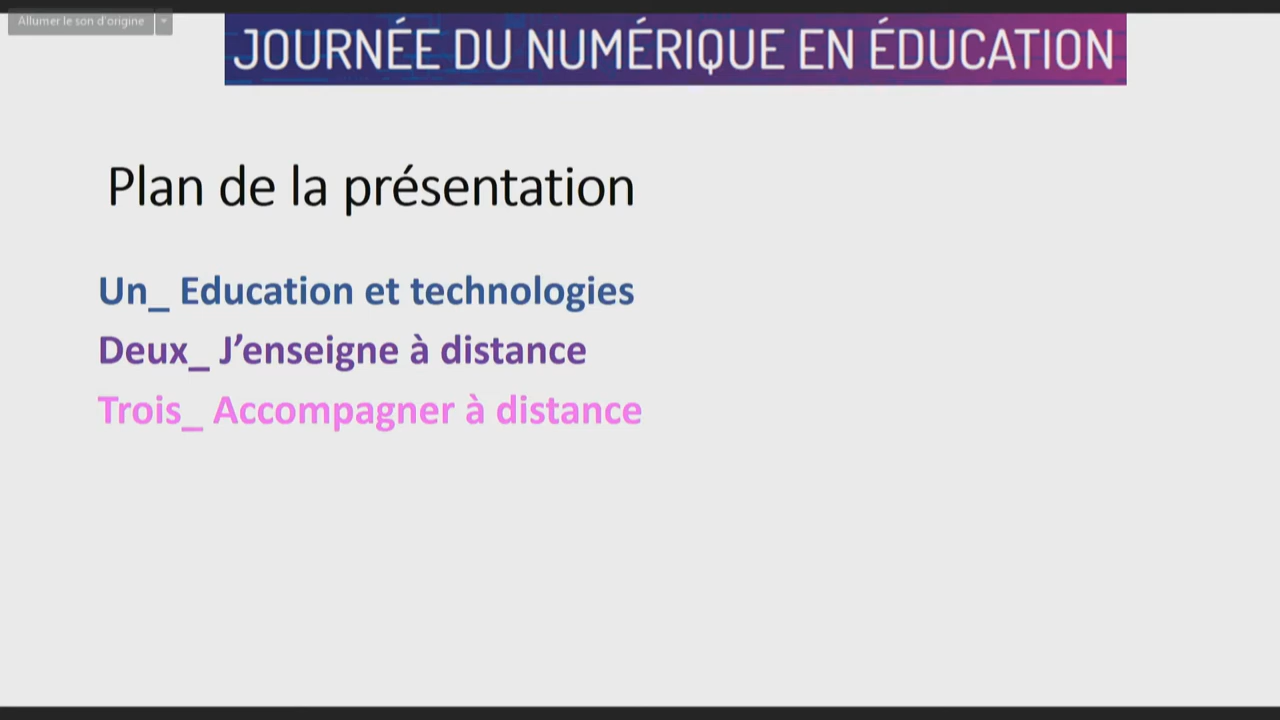 Allumer le son d'origine
JOURNÉE DU NUMÉRIQUE EN ÉDUCATION
Plan de la présentation
Un_ Education et technologies
Deux_ J’enseigne à distance
Trois_ Accompagner à distance